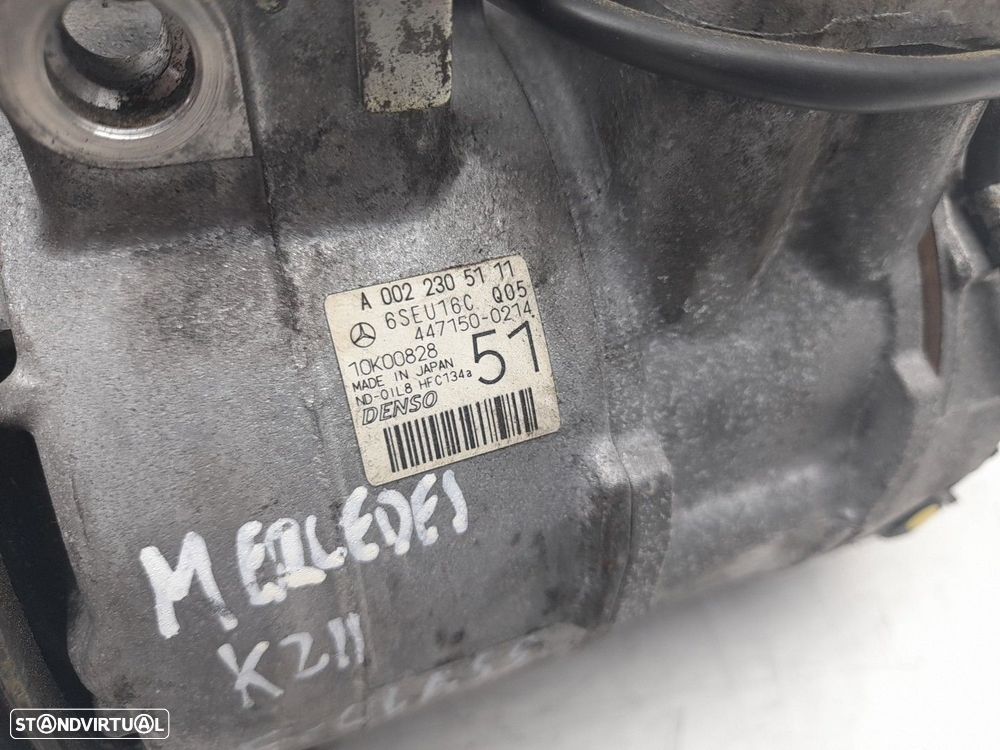 A 002 230 51 11
6SEU16C Q05
447150-0214
10K00828
51
MADE IN JAPAN
ND-OIL8 HFC134a
DENSO
MERCEDES
K211
CLASS
STANDVIRTUAL